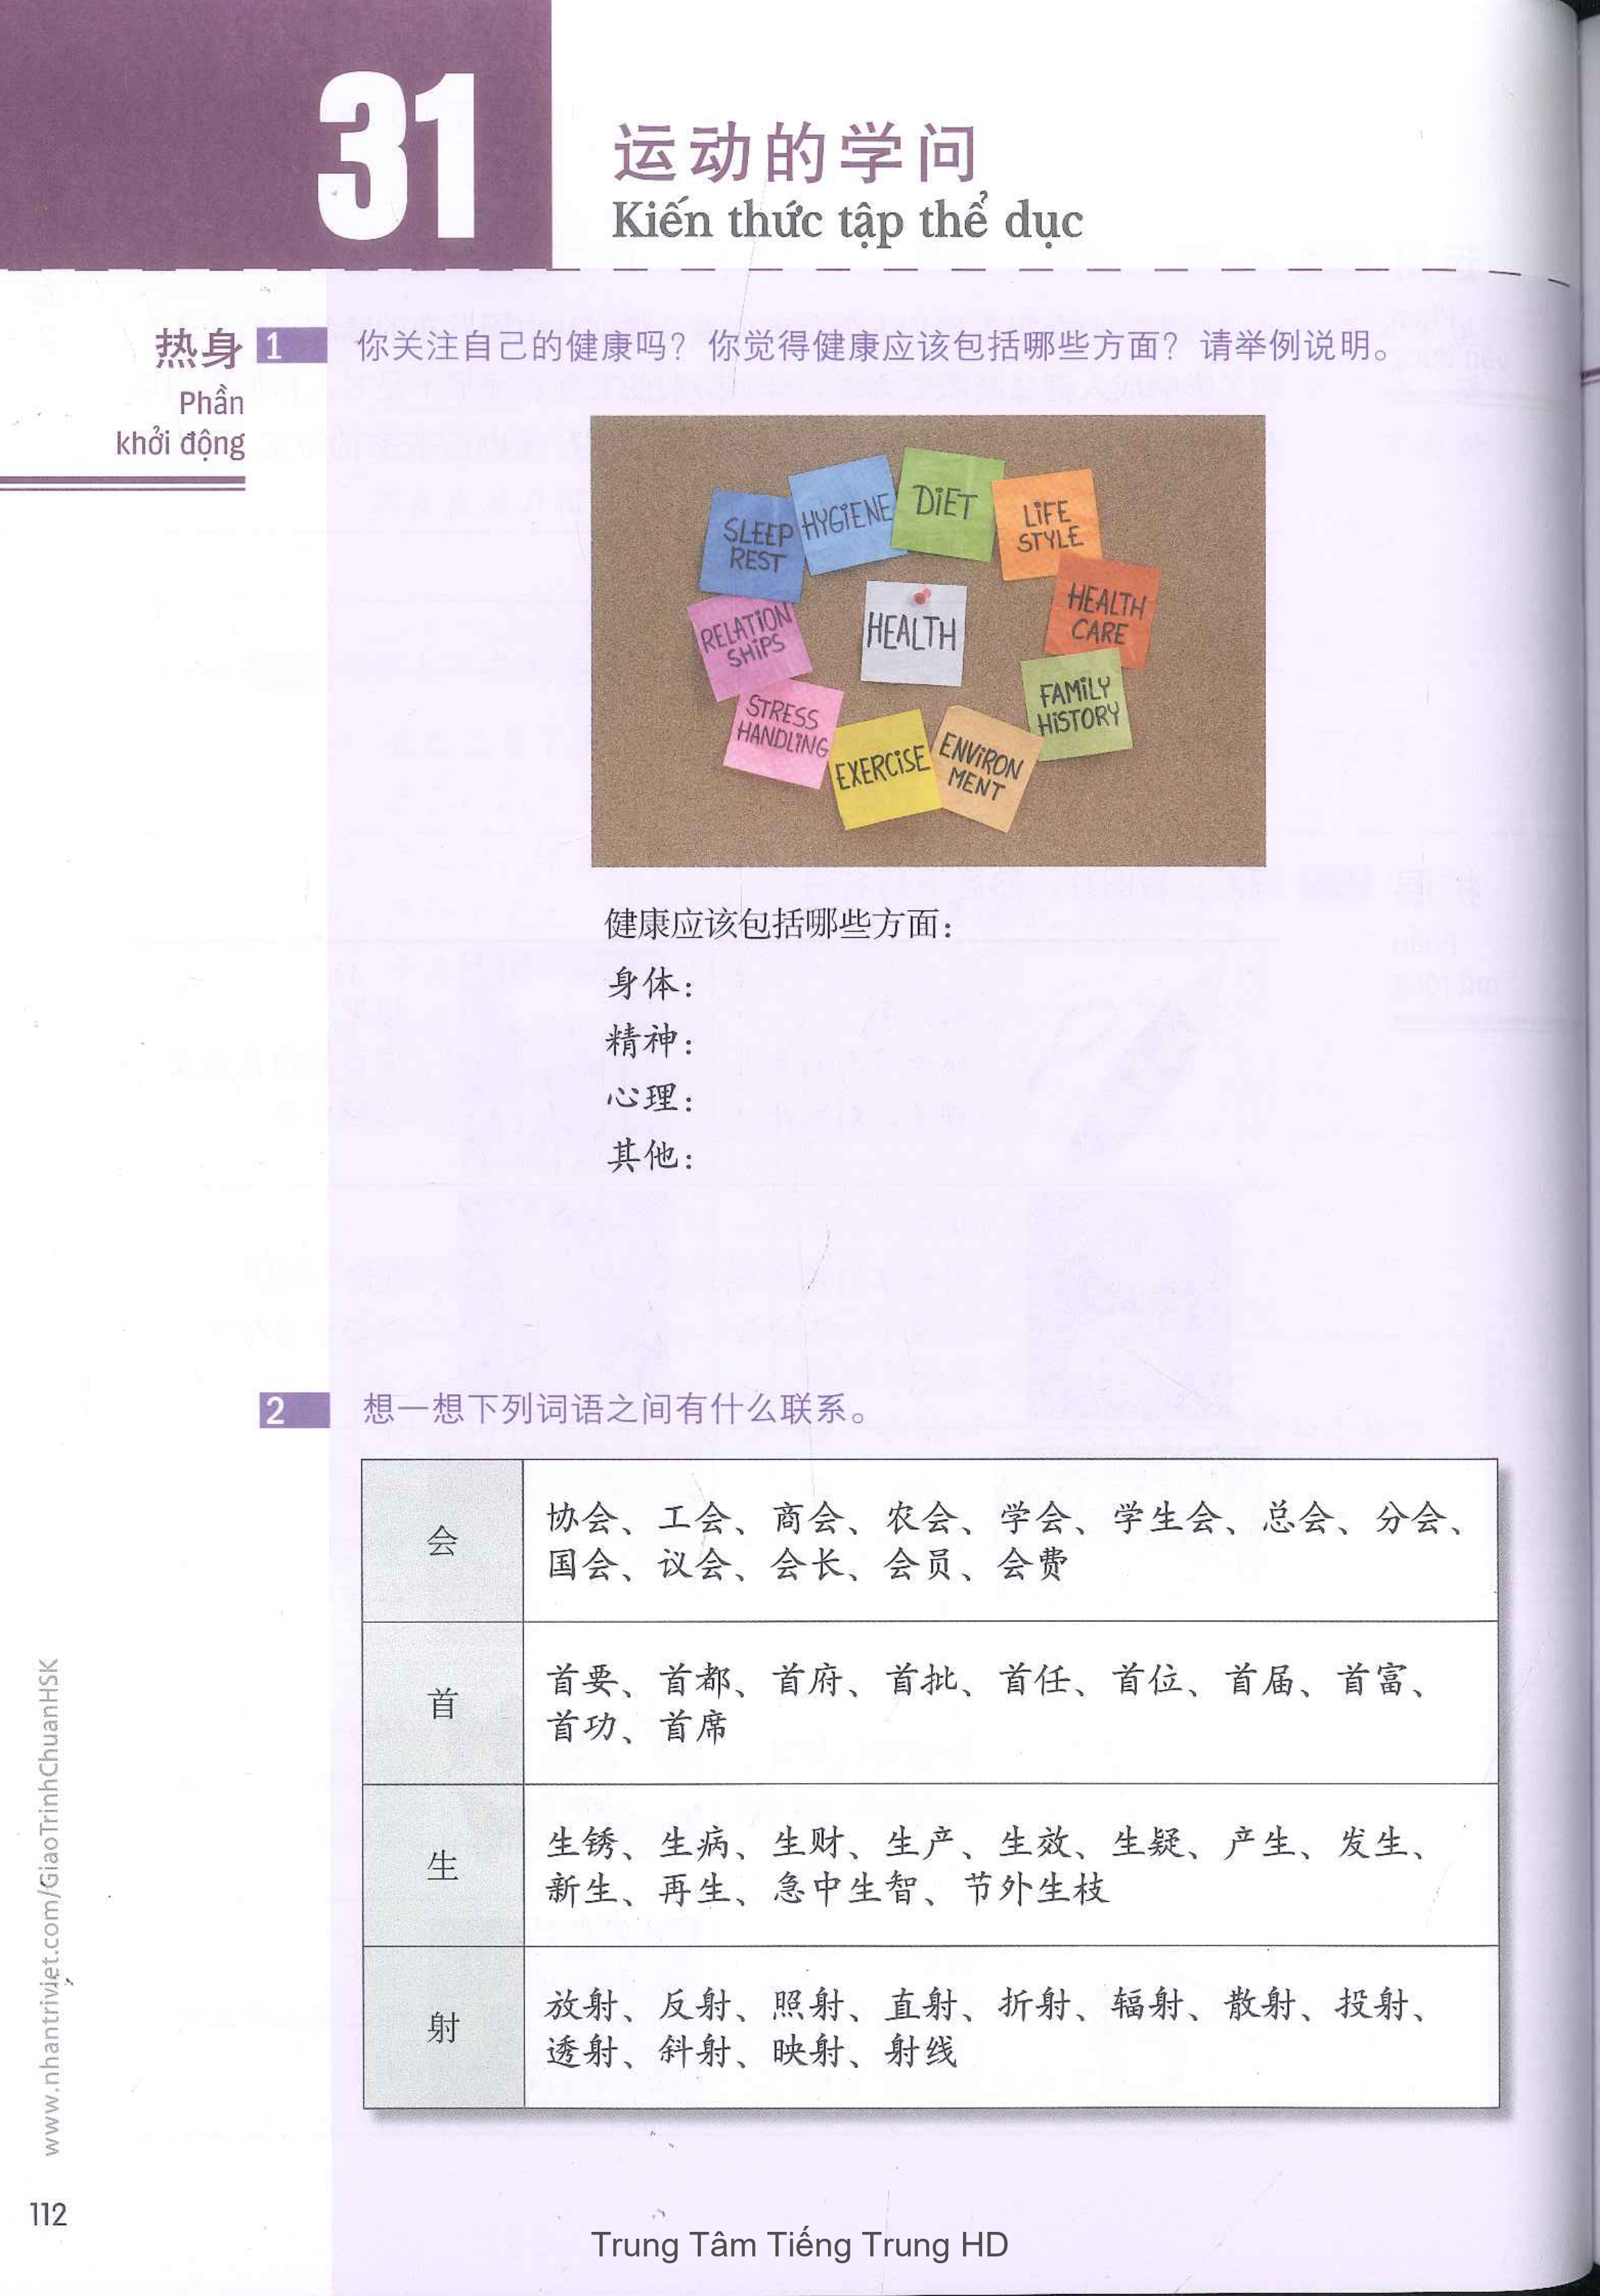 31
运动的学问
Kiến thức tập thể dục
热身
Phần
khởi động
1
你关注自己的健康吗？你觉得健康应该包括哪些方面？请举例说明。
SLEEP
REST
HYGIENE
DIET
LIFE
STYLE
HEALTH
CARE
FAMILY
HISTORY
ENVIRON
MENT
EXERCISE
STRESS
HANDLING
RELATION
SHIPS
HEALTH
健康应该包括哪些方面：
身体：
精神：
心理：
其他：
2
想一想下列词语之间有什么联系。
会
协会、工会、商会、农会、学会、学生会、总会、分会、
国会、议会、会长、会员、会费
首
首要、首都、首府、首批、首任、首位、首届、首富、
首功、首席
生
生锈、生病、生财、生产、生效、生疑、产生、发生、
新生、再生、急中生智、节外生枝
射
放射、反射、照射、直射、折射、辐射、散射、投射、
透射、斜射、映射、射线
www.nhantriviet.com/GiaoTrinhChuanHSK
112
Trung Tâm Tiếng Trung HD